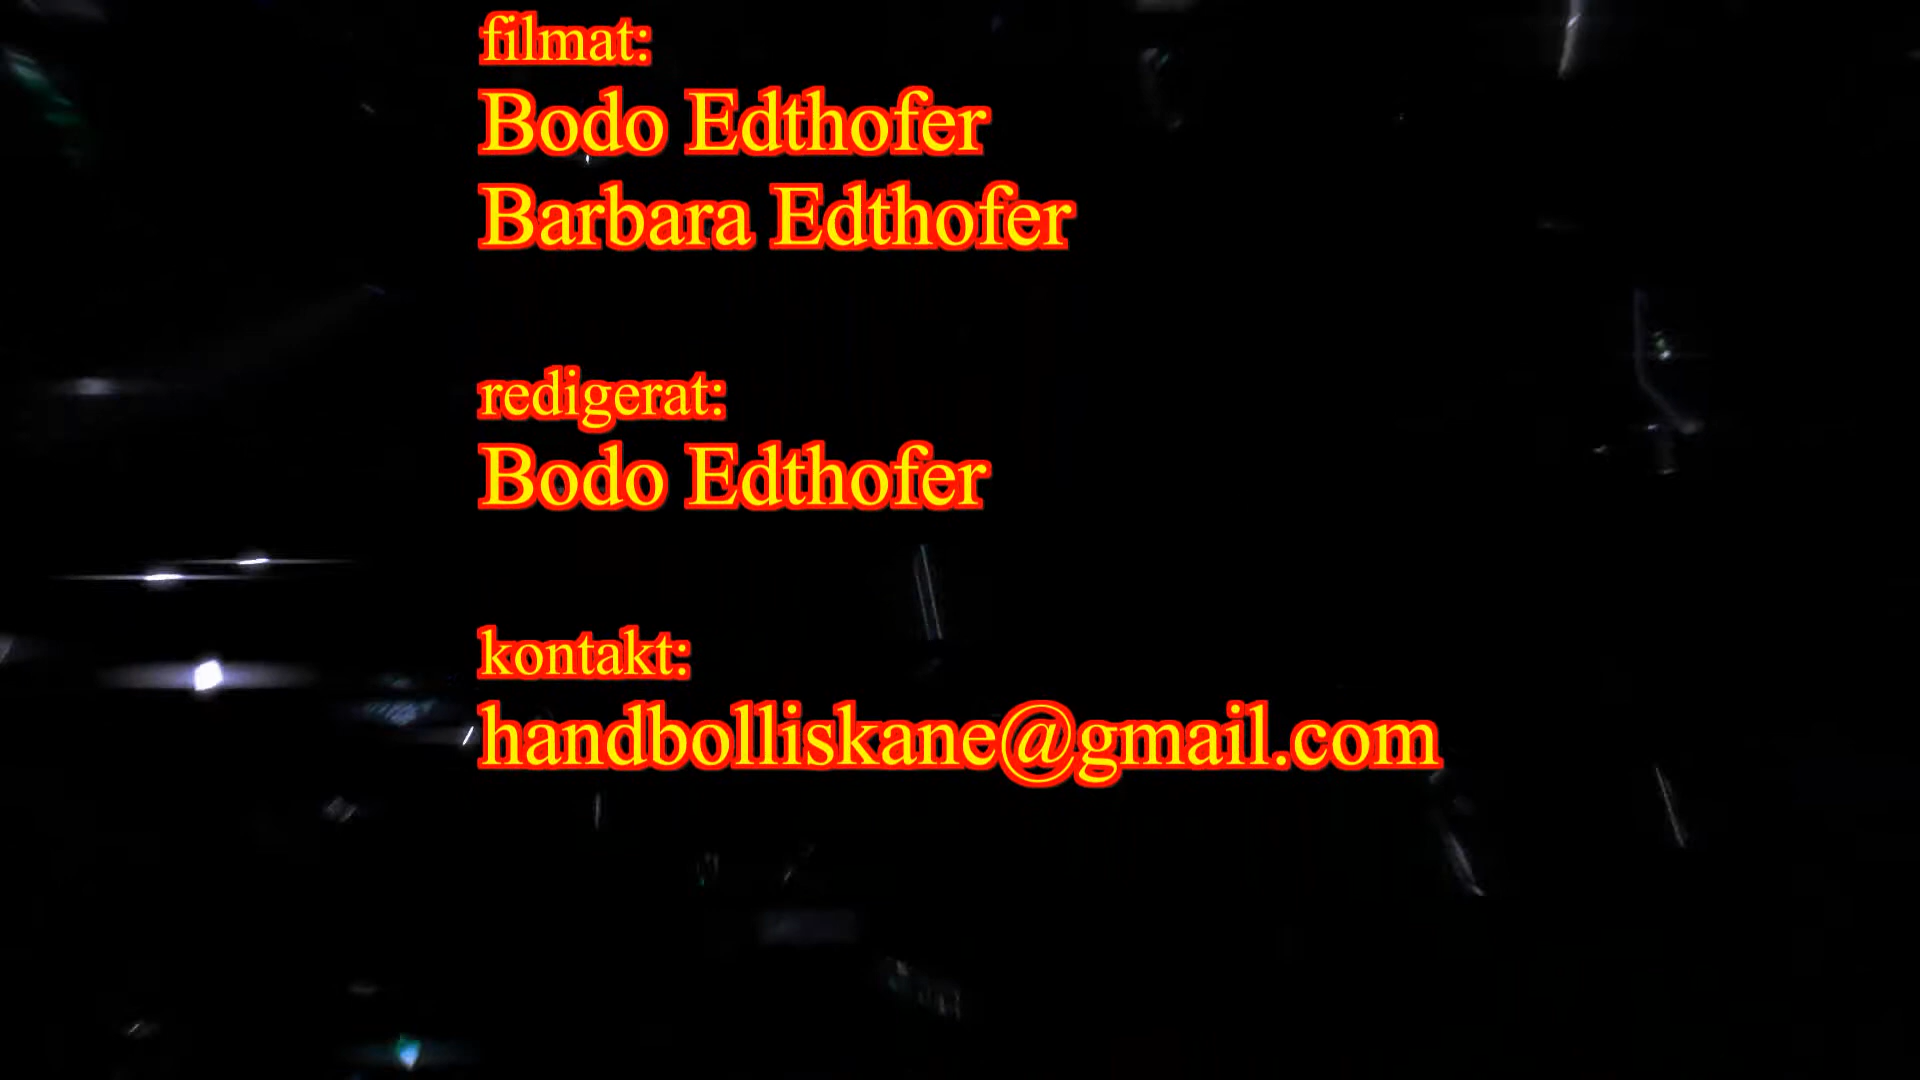 filmat:
Bodo Edthofer
Barbara Edthofer
redigerat:
Bodo Edthofer
kontakt:
handbolliskane@gmail.com